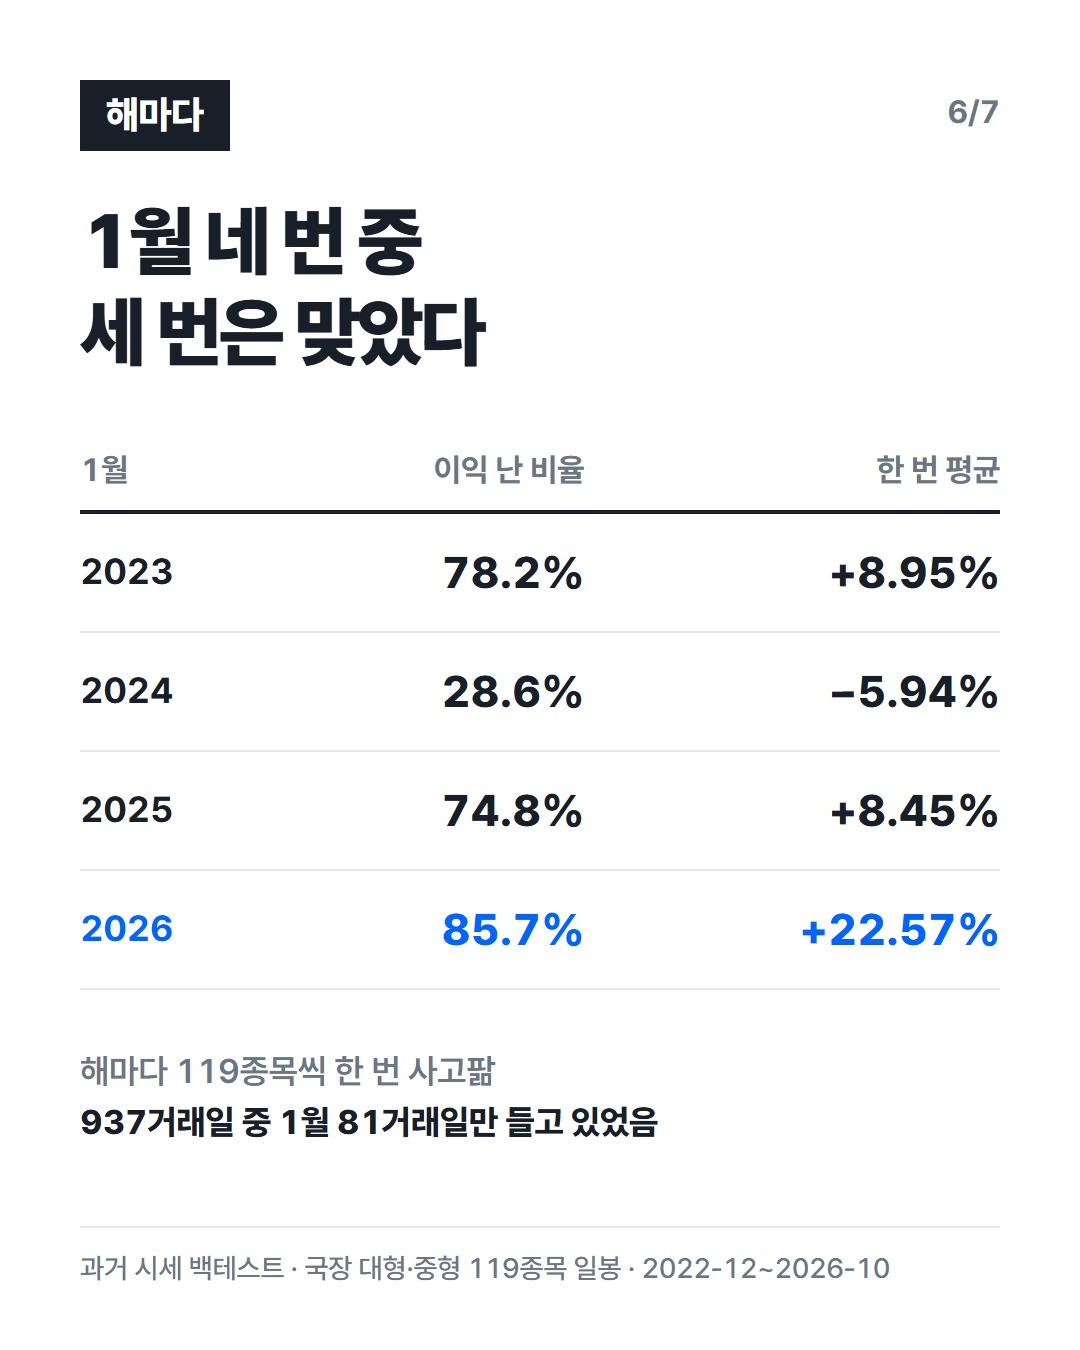 해마다
6/7
1월 네 번 중
세 번은 맞았다
1월 이익 난 비율 한 번 평균
2023 78.2% +8.95%
2024 28.6% −5.94%
2025 74.8% +8.45%
2026 85.7% +22.57%
해마다 119종목씩 한 번 사고팖
937거래일 중 1월 81거래일만 들고 있었음
과거 시세 백테스트 · 국장 대형·중형 119종목 일봉 · 2022-12~2026-10